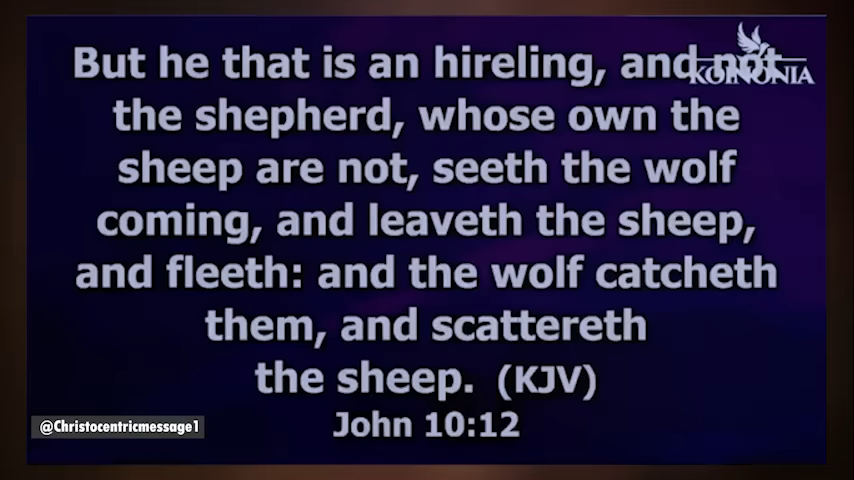 But he that is an hireling, and not
KOINONIA
the shepherd, whose own the
sheep are not, seeth the wolf
coming, and leaveth the sheep,
and fleeth: and the wolf catcheth
them, and scattereth
the sheep. (KJV)
@Christocentricmessage1
John 10:12